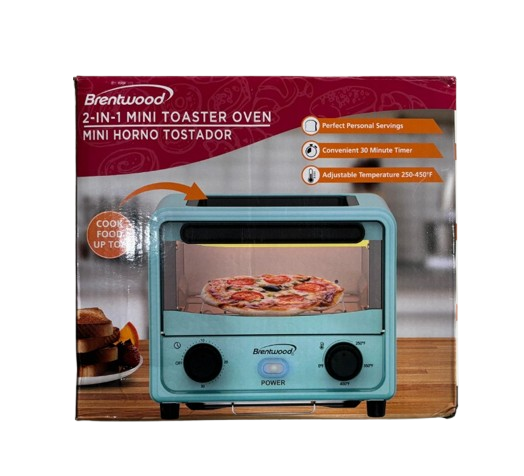 Brentwood
2-IN-1 MINI TOASTER OVEN
MINI HORNO TOSTADOR
Perfect Personal Servings
Convenient 30 Minute Timer
Adjustable Temperature 250-450°F
COOK
FOOD
UP TO
Brentwood
POWER